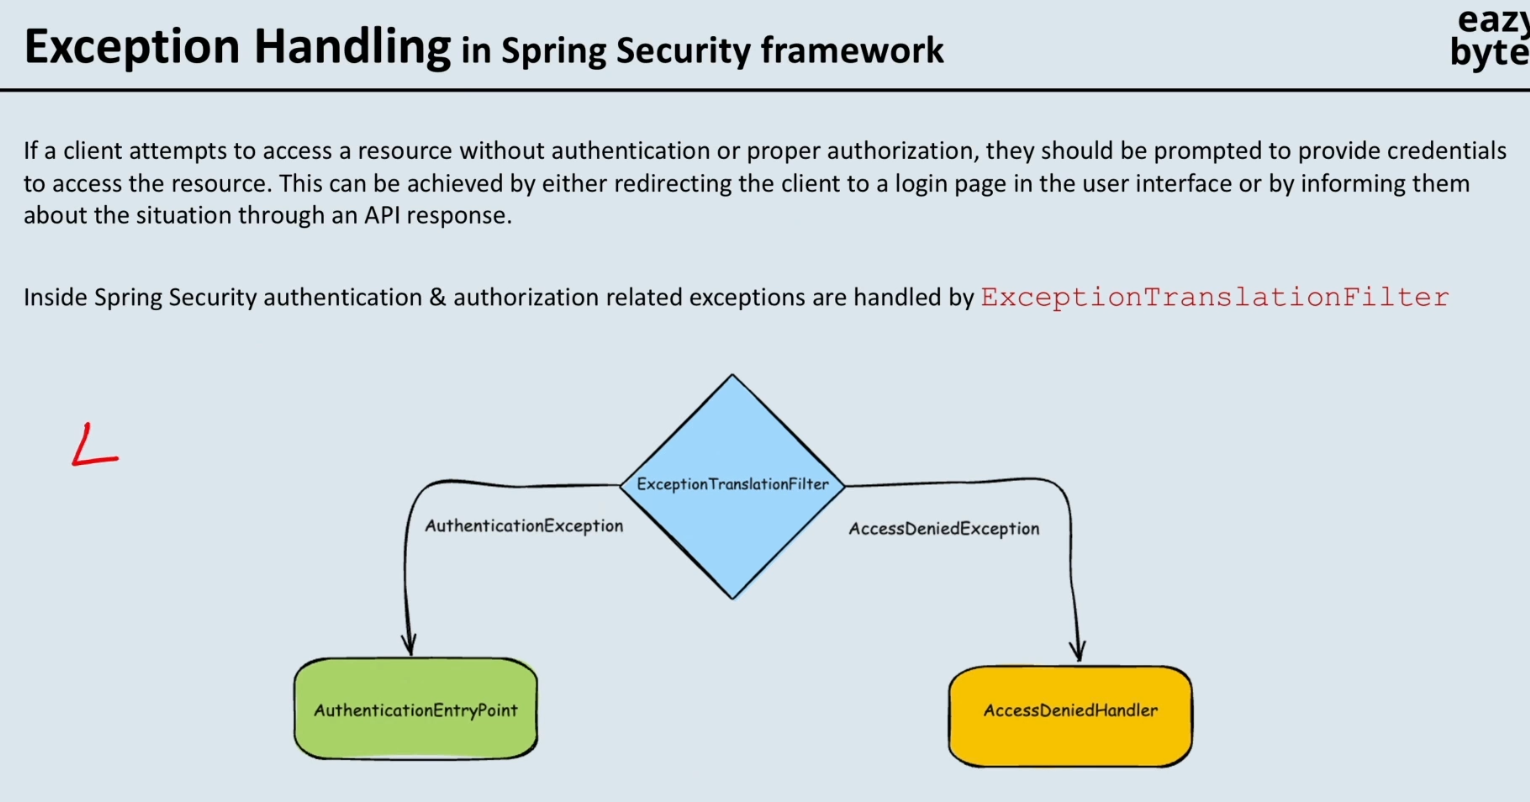 Exception Handling in Spring Security framework
eazy
byte
If a client attempts to access a resource without authentication or proper authorization, they should be prompted to provide credentials
to access the resource. This can be achieved by either redirecting the client to a login page in the user interface or by informing them
about the situation through an API response.
Inside Spring Security authentication & authorization related exceptions are handled by ExceptionTranslationFilter
ExceptionTranslationFilter
AuthenticationException
AccessDeniedException
AuthenticationEntryPoint
AccessDeniedHandler